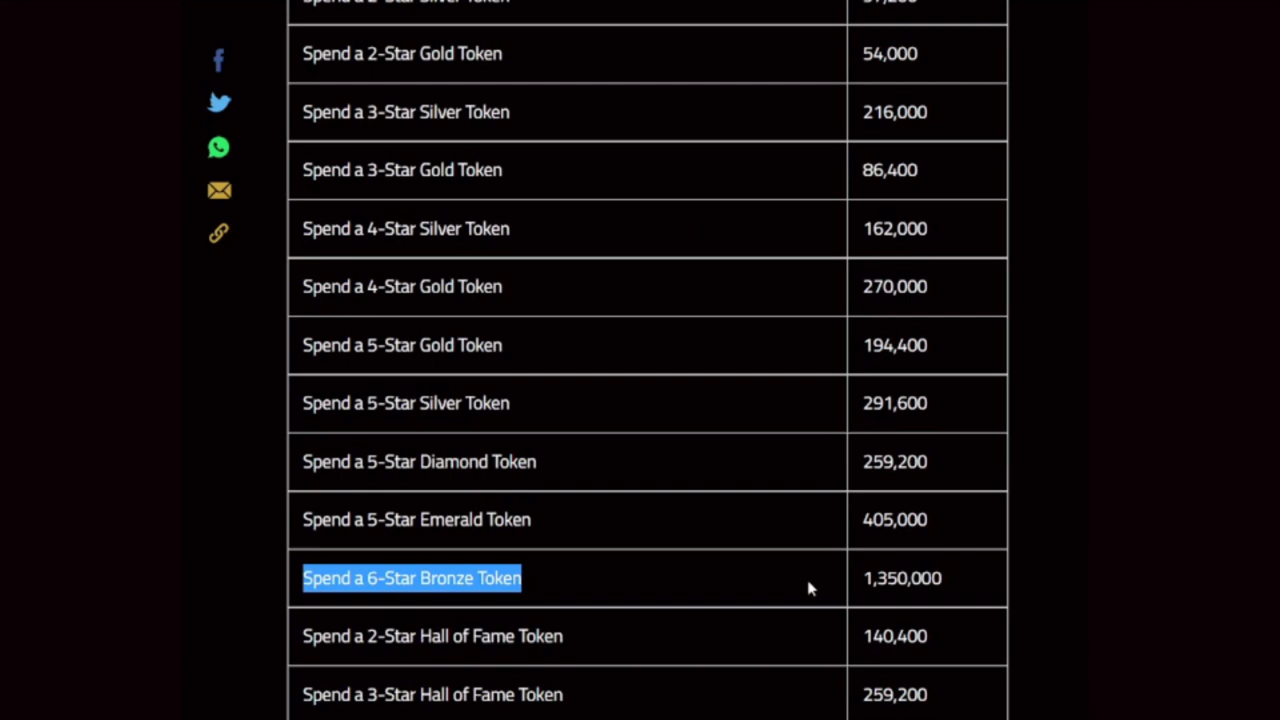 Spend a 2-Star Gold Token 54,000
Spend a 3-Star Silver Token 216,000
Spend a 3-Star Gold Token 86,400
Spend a 4-Star Silver Token 162,000
Spend a 4-Star Gold Token 270,000
Spend a 5-Star Gold Token 194,400
Spend a 5-Star Silver Token 291,600
Spend a 5-Star Diamond Token 259,200
Spend a 5-Star Emerald Token 405,000
Spend a 6-Star Bronze Token 1,350,000
Spend a 2-Star Hall of Fame Token 140,400
Spend a 3-Star Hall of Fame Token 259,200